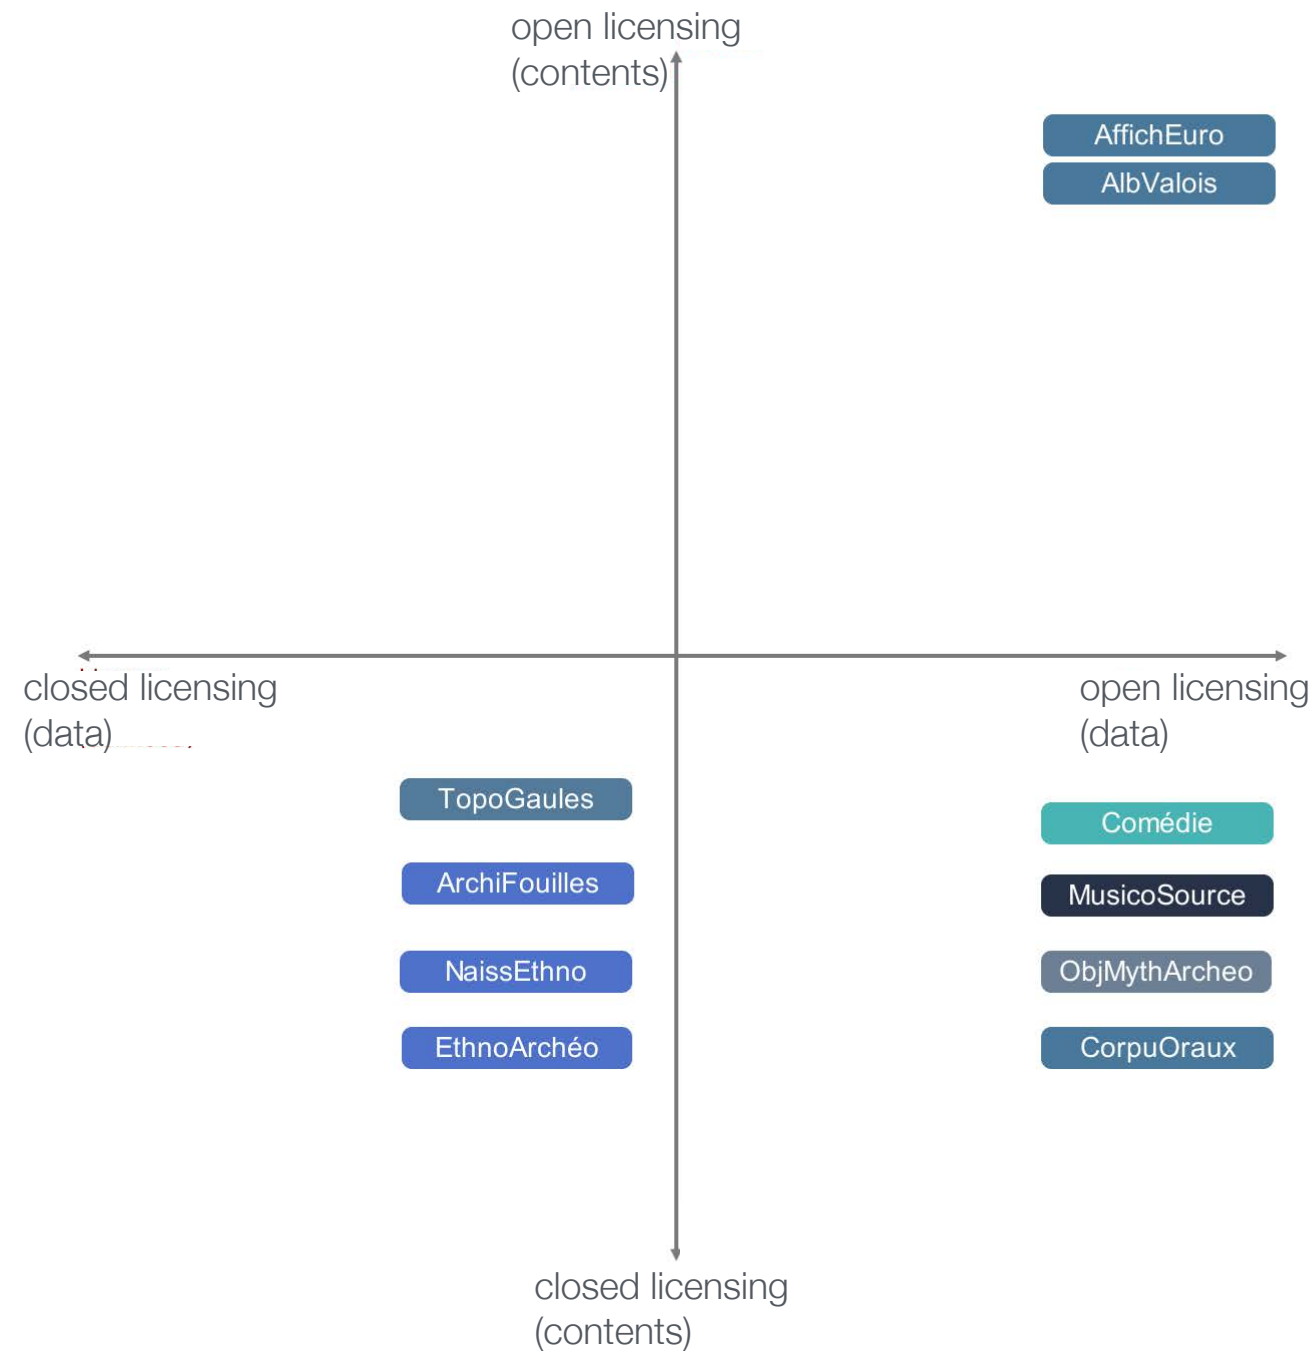 open licensing
(contents)
AffichEuro
AlbValois
closed licensing
(data)
open licensing
(data)
TopoGaules
ArchiFouilles
NaissEthno
EthnoArchéo
Comédie
MusicoSource
ObjMythArcheo
CorpuOraux
closed licensing
(contents)